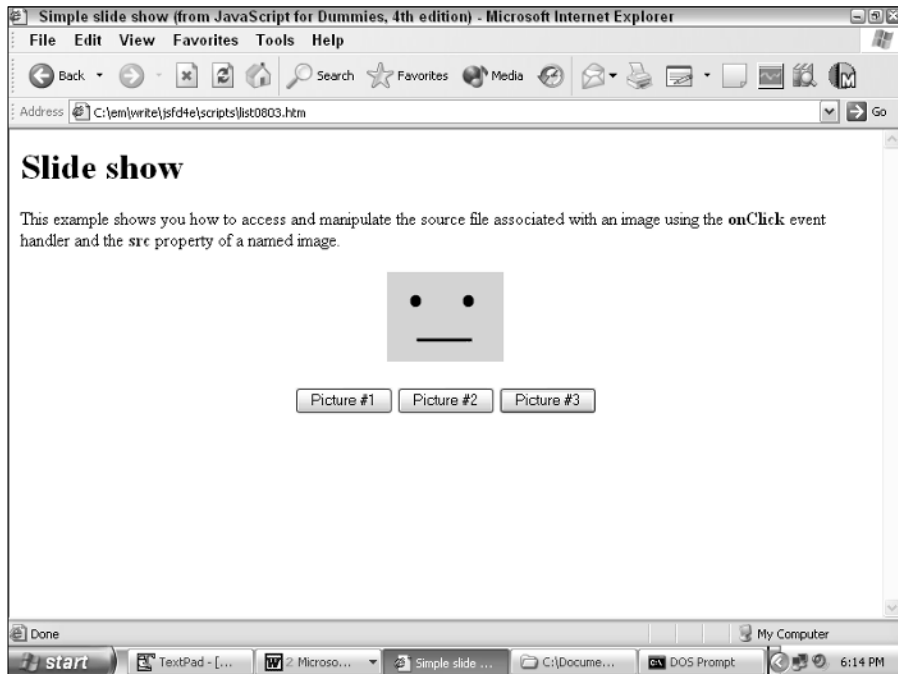 Simple slide show (from JavaScript for Dummies, 4th edition) - Microsoft Internet Explorer
File Edit View Favorites Tools Help
Back Search Favorites Media
Address C:\em\write\jsfd4e\scripts\list0803.htm Go
Slide show
This example shows you how to access and manipulate the source file associated with an image using the onClick event
handler and the src property of a named image.
Picture #1 Picture #2 Picture #3
Done My Computer
start TextPad - [... 2 Microso... Simple slide ... C:\Docume... DOS Prompt 6:14 PM